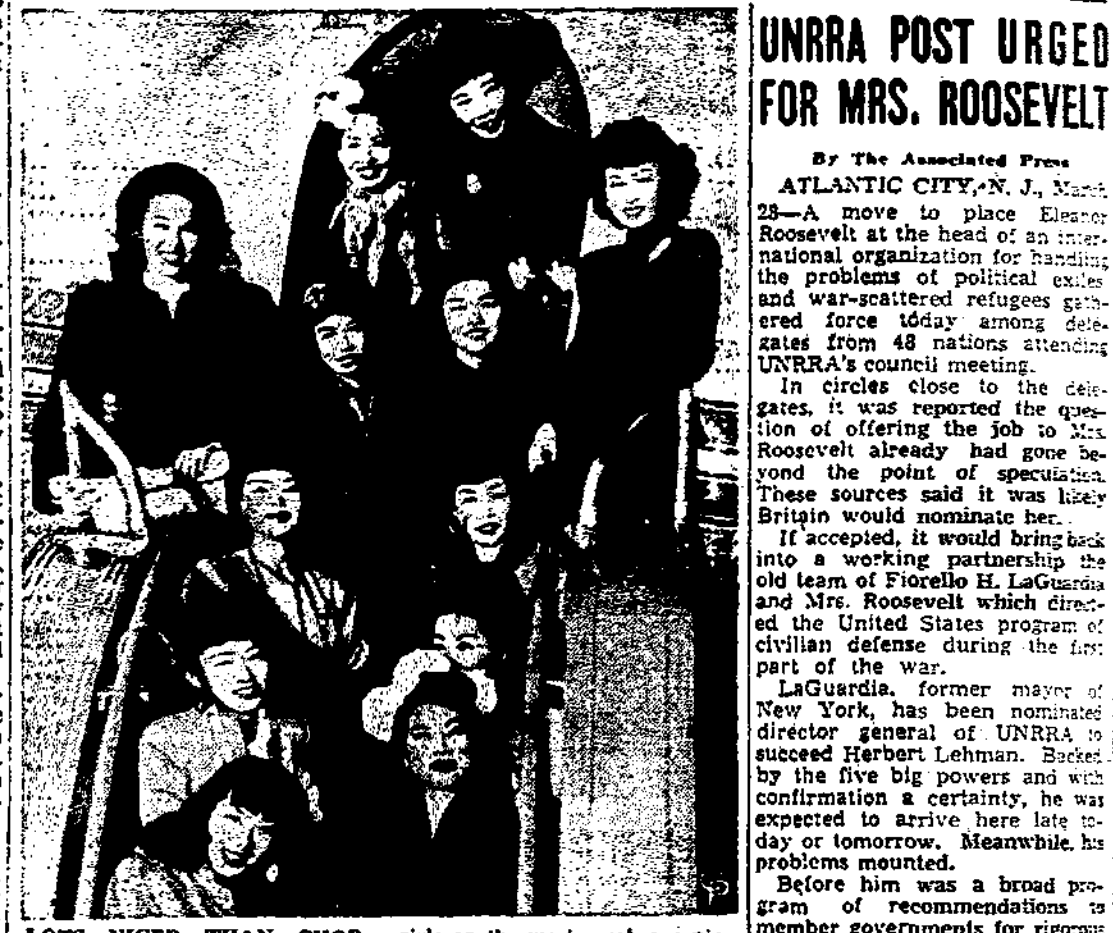 UNRRA POST URGED
FOR MRS. ROOSEVELT
By The Associated Press
ATLANTIC CITY, N. J., March
28—A move to place Eleanor
Roosevelt at the head of an inter-
national organization for handling
the problems of political exiles
and war-scattered refugees gath-
ered force today among dele-
gates from 48 nations attending
UNRRA's council meeting.
In circles close to the dele-
gates, it was reported the ques-
tion of offering the job to Mrs.
Roosevelt already had gone be-
yond the point of speculation.
These sources said it was likely
Britain would nominate her.
If accepted, it would bring back
into a working partnership the
old team of Fiorello H. LaGuardia
and Mrs. Roosevelt which direct-
ed the United States program of
civilian defense during the first
part of the war.
LaGuardia, former mayor of
New York, has been nominated
director general of UNRRA to
succeed Herbert Lehman. Backed
by the five big powers and with
confirmation a certainty, he was
expected to arrive here late to-
day or tomorrow. Meanwhile, his
problems mounted.
Before him was a broad pro-
gram of recommendations to
member governments for rigorous